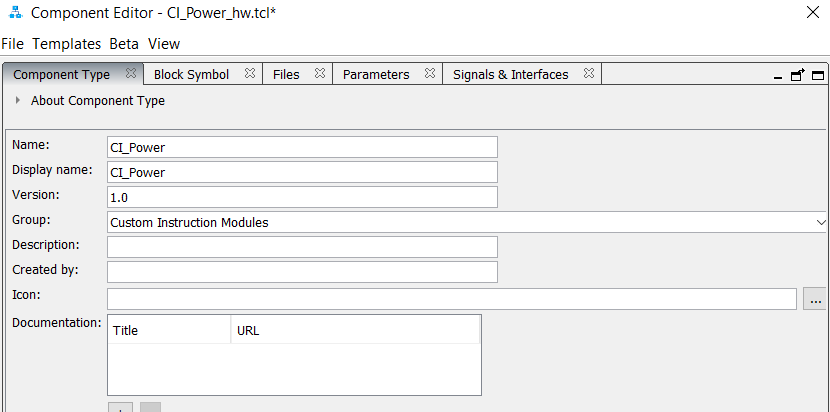 Component Editor - CI_Power_hw.tcl*
File Templates Beta View
Component Type Block Symbol Files Parameters Signals & Interfaces
About Component Type
Name: CI_Power
Display name: CI_Power
Version: 1.0
Group: Custom Instruction Modules
Description:
Created by:
Icon: ...
Documentation: Title URL